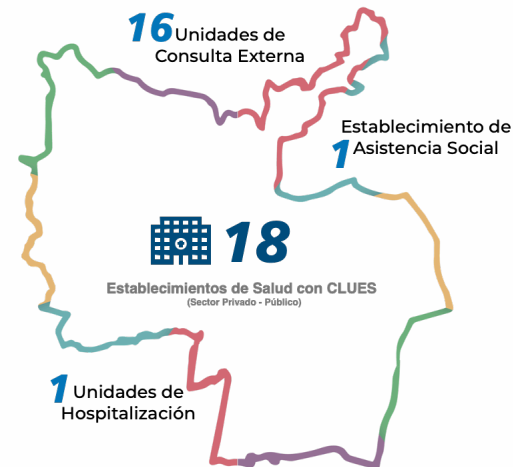 16 Unidades de
Consulta Externa
Establecimiento de
1 Asistencia Social
18
Establecimientos de Salud con CLUES
(Sector Privado - Público)
1 Unidades de
Hospitalización